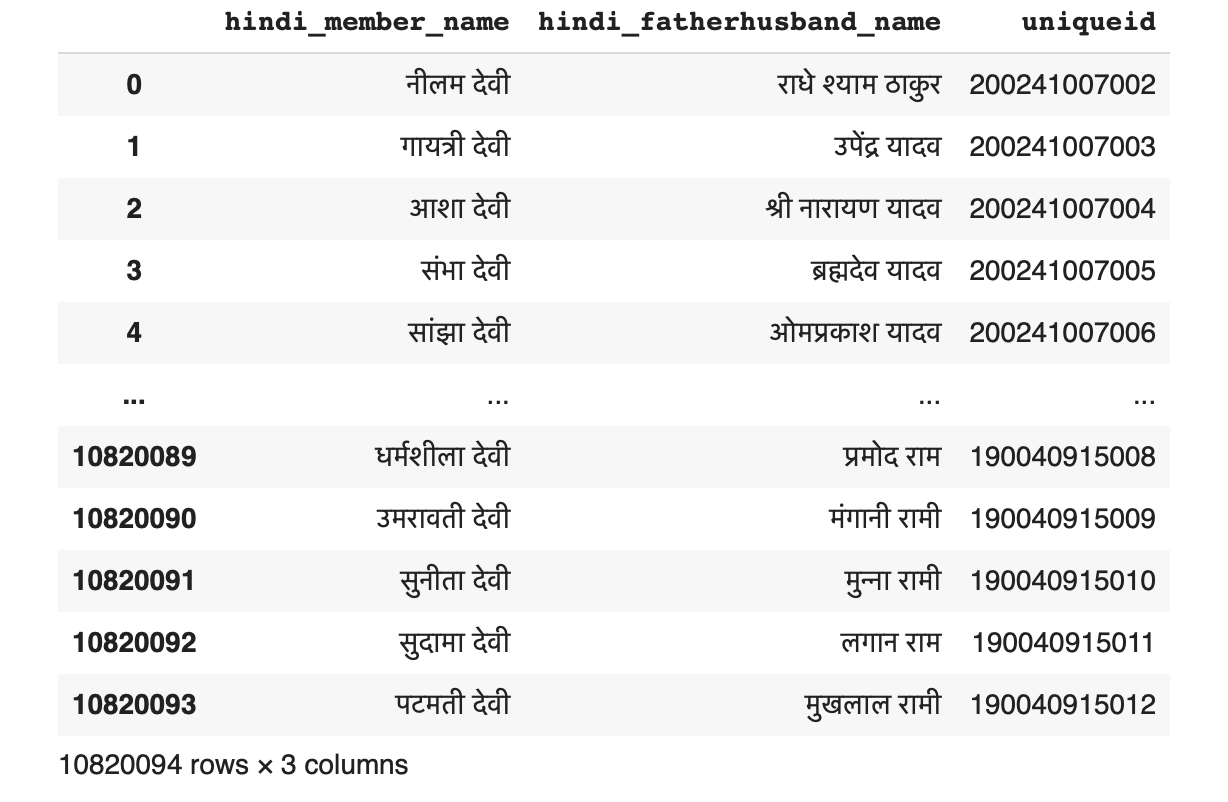 hindi_member_name hindi_fatherhusband_name uniqueid
0 नीलम देवी राधे श्याम ठाकुर 200241007002
1 गायत्री देवी उपेंद्र यादव 200241007003
2 आशा देवी श्री नारायण यादव 200241007004
3 संभा देवी ब्रह्मदेव यादव 200241007005
4 सांझा देवी ओमप्रकाश यादव 200241007006
... ... ... ...
10820089 धर्मशीला देवी प्रमोद राम 190040915008
10820090 उमरावती देवी मंगानी रामी 190040915009
10820091 सुनीता देवी मुन्ना रामी 190040915010
10820092 सुदामा देवी लगान राम 190040915011
10820093 पटमती देवी मुखलाल रामी 190040915012
10820094 rows × 3 columns